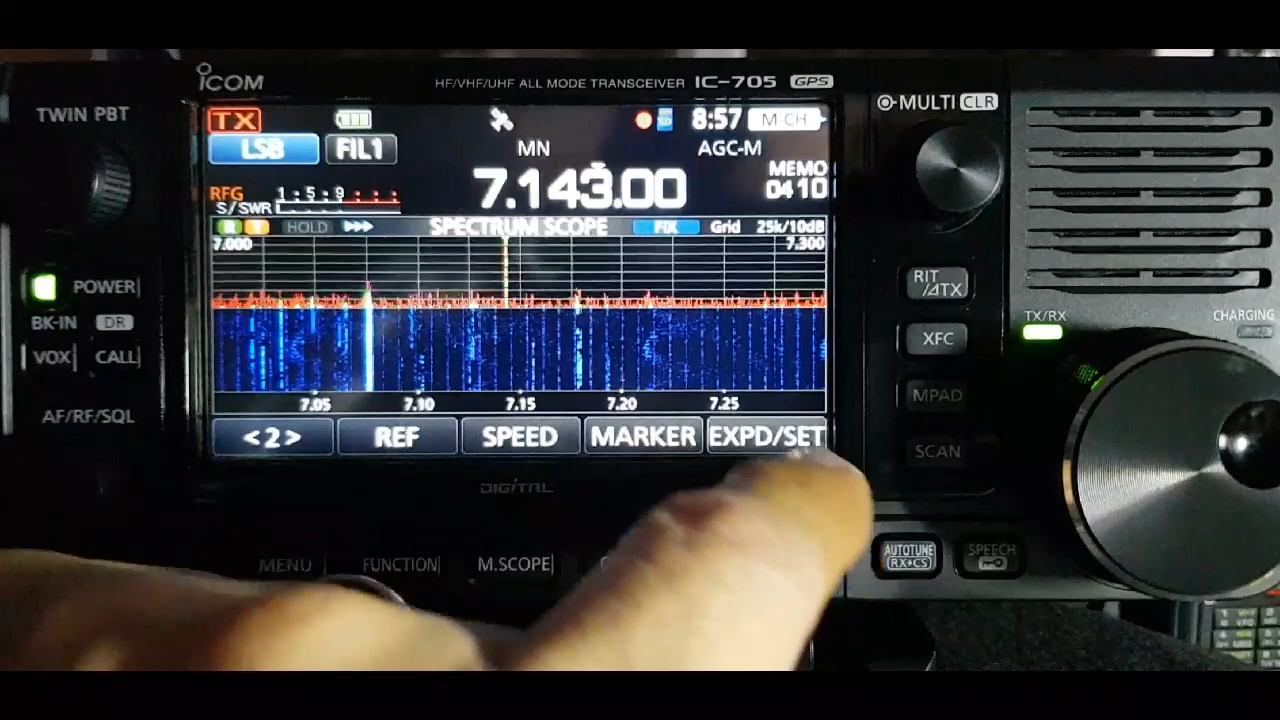 ICOM HF/VHF/UHF ALL MODE TRANSCEIVER IC-705 GPS
TWIN PBT
MULTI CLR
TX 8:57 M-CH
LSB FIL1 MN AGC-M
7.143.00 MEMO
0410
RFG 1 5 9
S/SWR
HOLD SPECTRUM SCOPE FIX Grid 25k/10dB
7.000 7.300
7.05 7.10 7.15 7.20 7.25
<2> REF SPEED MARKER EXPD/SET
DIGITAL
POWER
BK-IN DR
VOX CALL
AF/RF/SQL
MENU FUNCTION M.SCOPE
RIT
/⊿TX
XFC
MPAD
SCAN
AUTOTUNE
RX→CS
SPEECH
TX/RX CHARGING